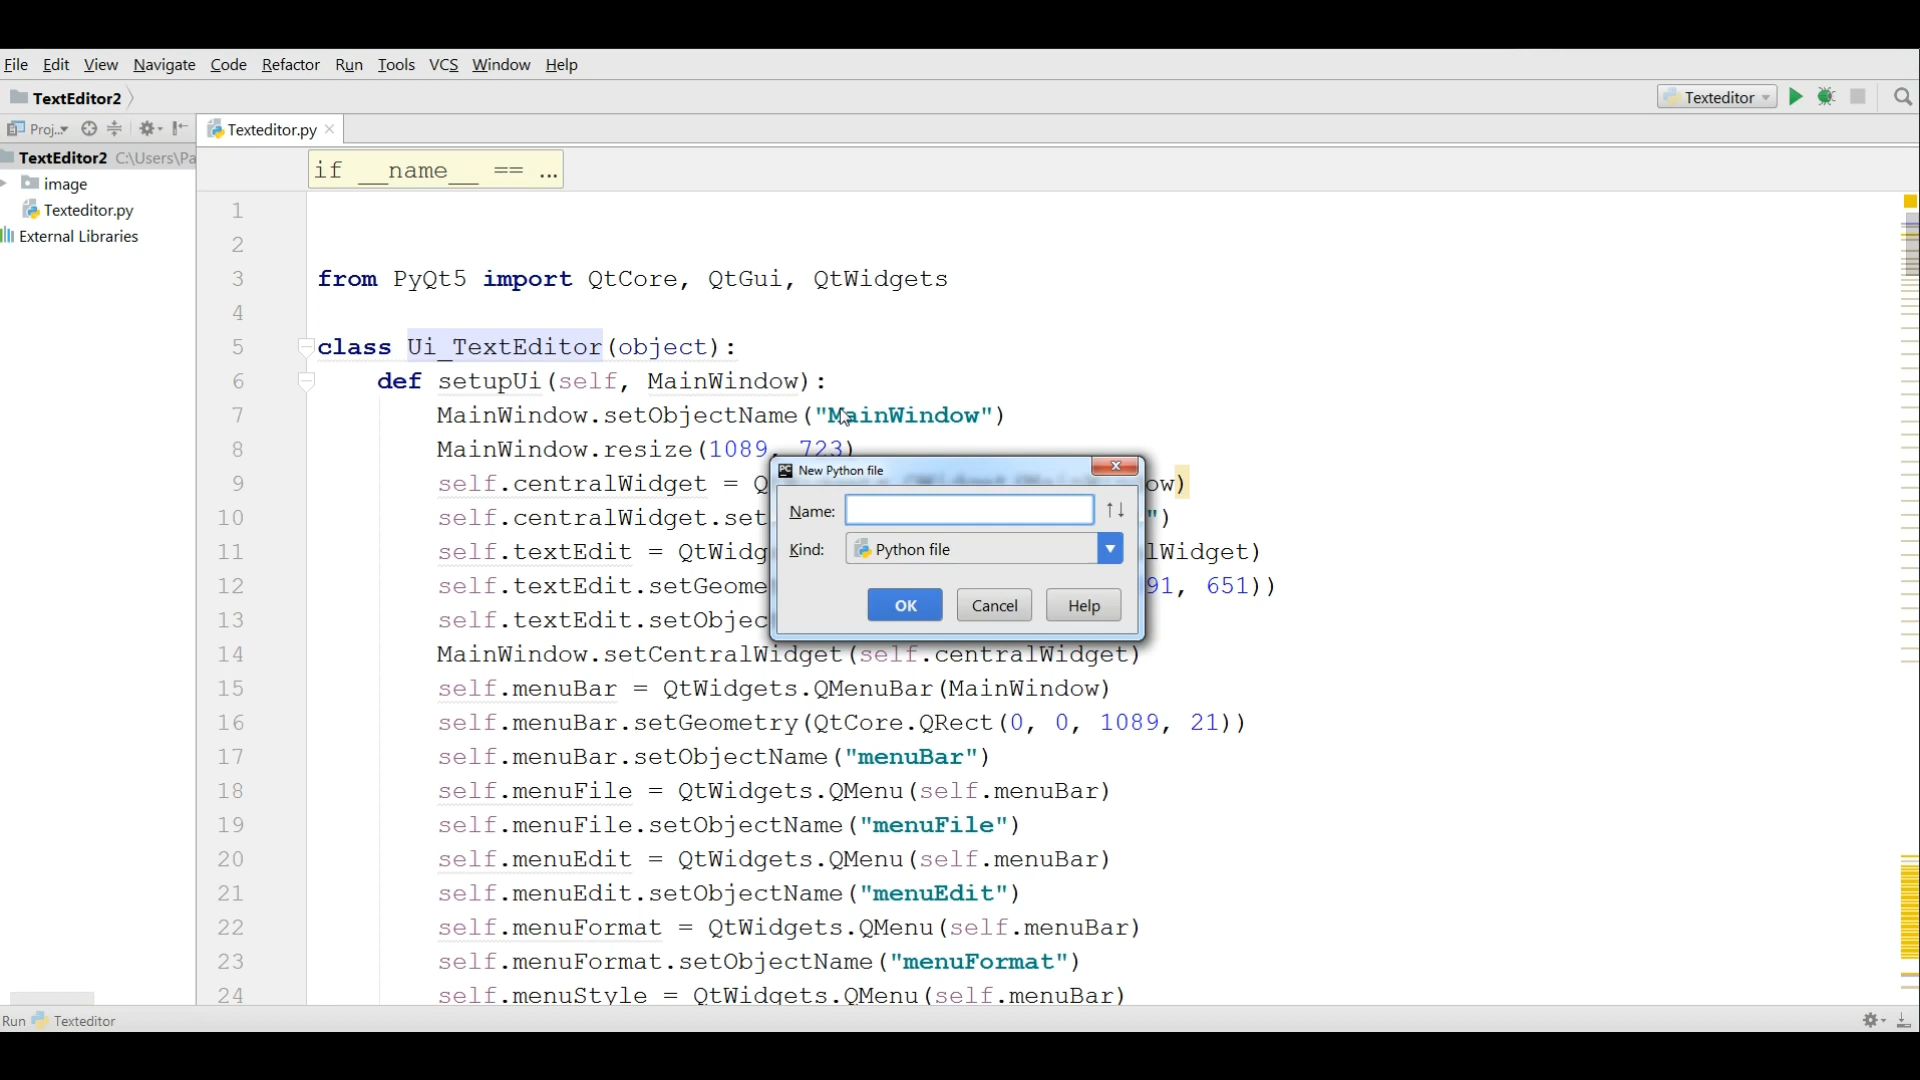 File Edit View Navigate Code Refactor Run Tools VCS Window Help
TextEditor2 Texteditor
Proj... Texteditor.py
TextEditor2 C:\Users\Pa
image
Texteditor.py
External Libraries
if __name__ == ...
1
2
3 from PyQt5 import QtCore, QtGui, QtWidgets
4
5 class Ui_TextEditor(object):
6 def setupUi(self, MainWindow):
7 MainWindow.setObjectName("MainWindow")
8 MainWindow.resize(1089, 723)
9 self.centralWidget = Q ow)
10 self.centralWidget.set ")
11 self.textEdit = QtWidg lWidget)
12 self.textEdit.setGeome 91, 651))
13 self.textEdit.setObjec
14 MainWindow.setCentralWidget(self.centralWidget)
15 self.menuBar = QtWidgets.QMenuBar(MainWindow)
16 self.menuBar.setGeometry(QtCore.QRect(0, 0, 1089, 21))
17 self.menuBar.setObjectName("menuBar")
18 self.menuFile = QtWidgets.QMenu(self.menuBar)
19 self.menuFile.setObjectName("menuFile")
20 self.menuEdit = QtWidgets.QMenu(self.menuBar)
21 self.menuEdit.setObjectName("menuEdit")
22 self.menuFormat = QtWidgets.QMenu(self.menuBar)
23 self.menuFormat.setObjectName("menuFormat")
24 self.menuStyle = QtWidgets.QMenu(self.menuBar)
New Python file
Name:
Kind: Python file
OK Cancel Help
Run Texteditor